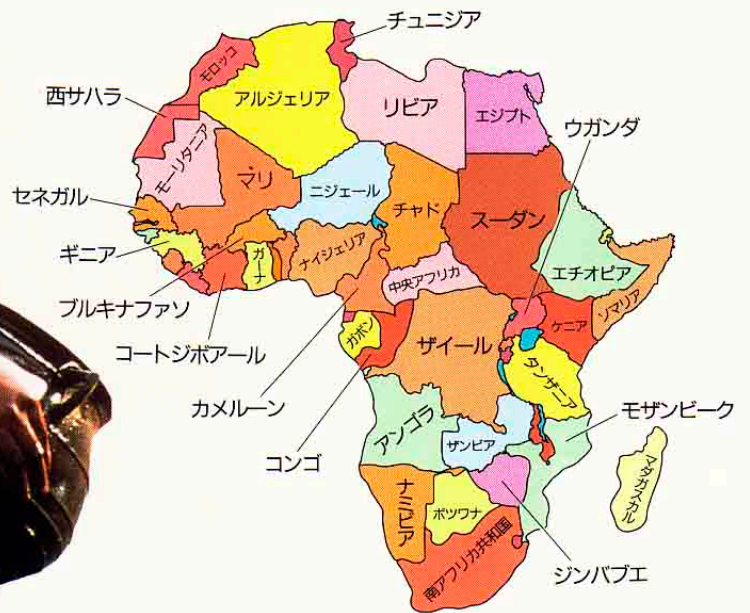 チュニジア
モロッコ
西サハラ
アルジェリア
リビア
エジプト
ウガンダ
モーリタニア
マリ
ニジェール
チャド
スーダン
セネガル
ギニア
ナイジェリア
ガーナ
中央アフリカ
エチオピア
ソマリア
ブルキナファソ
コートジボアール
ガボン
ザイール
ケニア
カメルーン
タンザニア
コンゴ
アンゴラ
ザンビア
モザンビーク
マダガスカル
ナミビア
ボツワナ
ジンバブエ
南アフリカ共和国